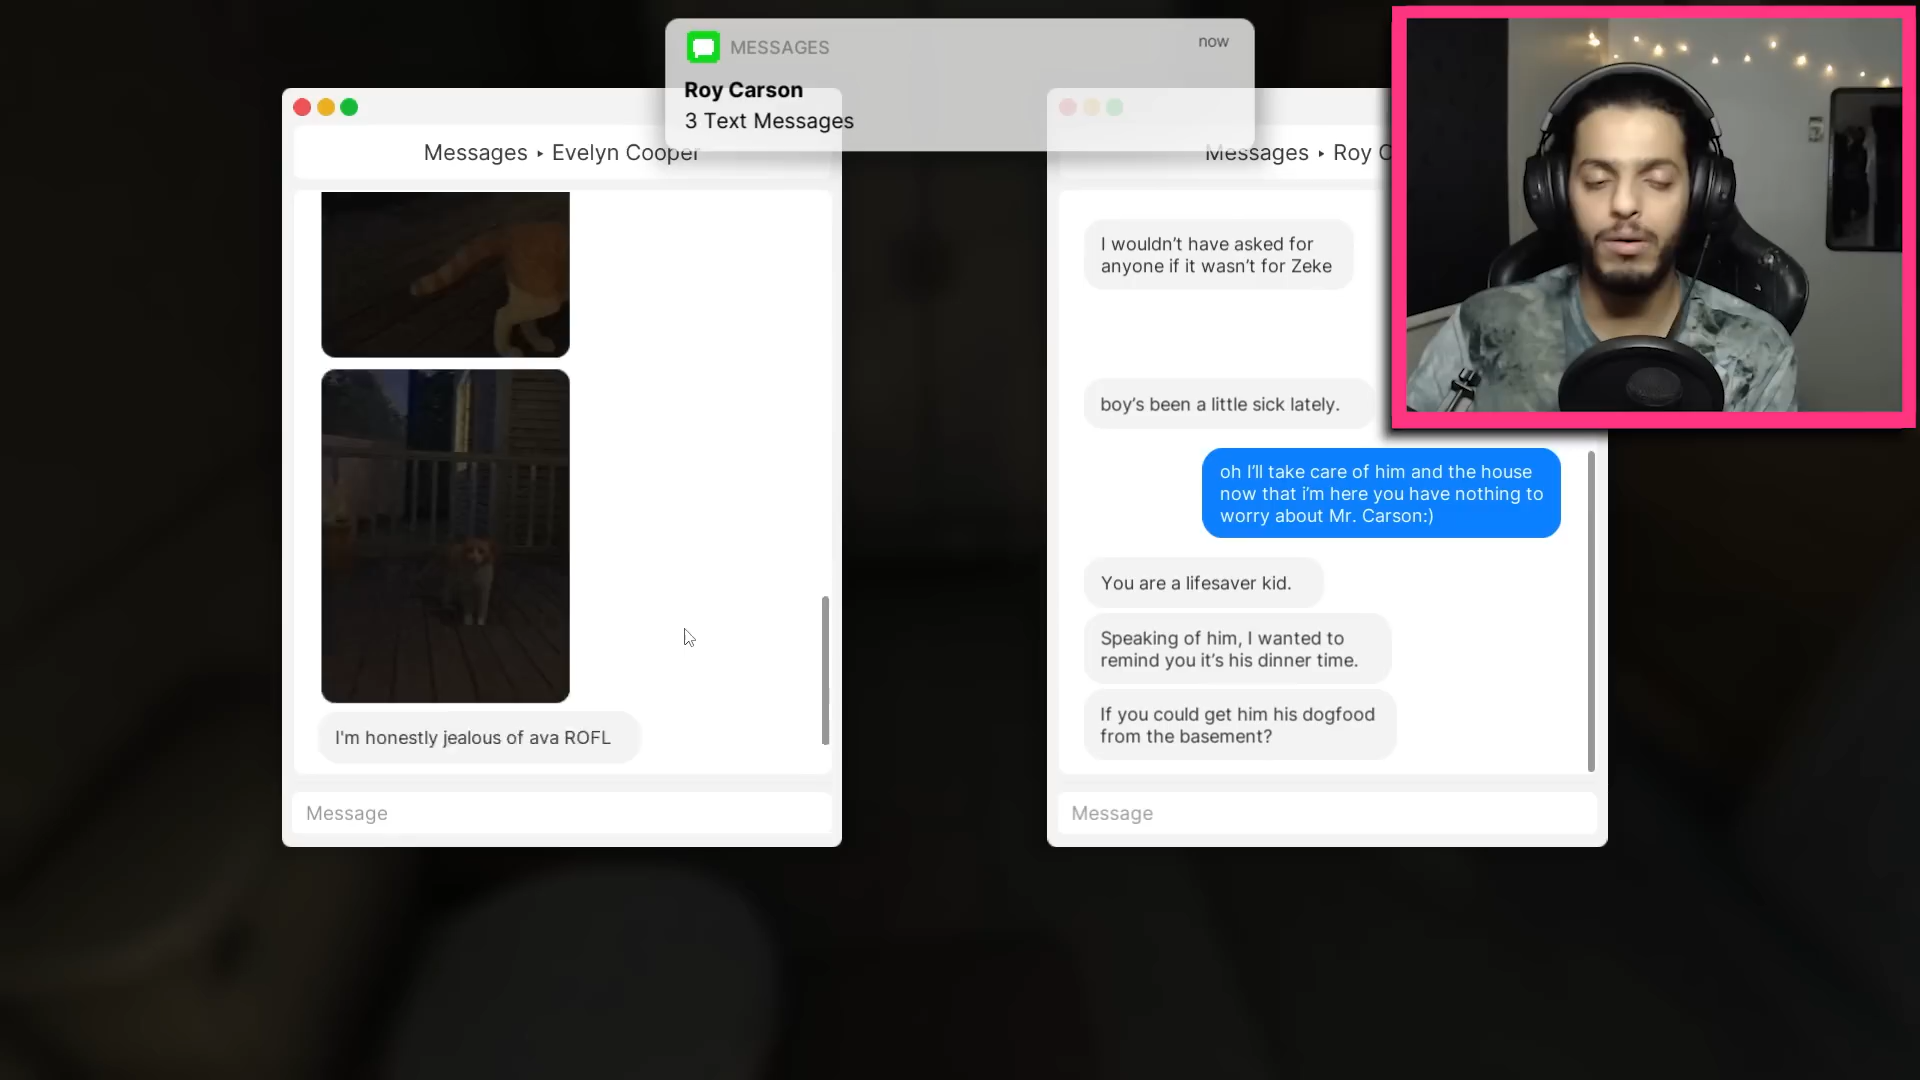 MESSAGES
now
Roy Carson
3 Text Messages
Messages ▸ Evelyn Cooper
I'm honestly jealous of ava ROFL
Message
Messages ▸ Roy C
I wouldn’t have asked for
anyone if it wasn’t for Zeke
boy’s been a little sick lately.
oh I’ll take care of him and the house
now that i’m here you have nothing to
worry about Mr. Carson:)
You are a lifesaver kid.
Speaking of him, I wanted to
remind you it’s his dinner time.
If you could get him his dogfood
from the basement?
Message